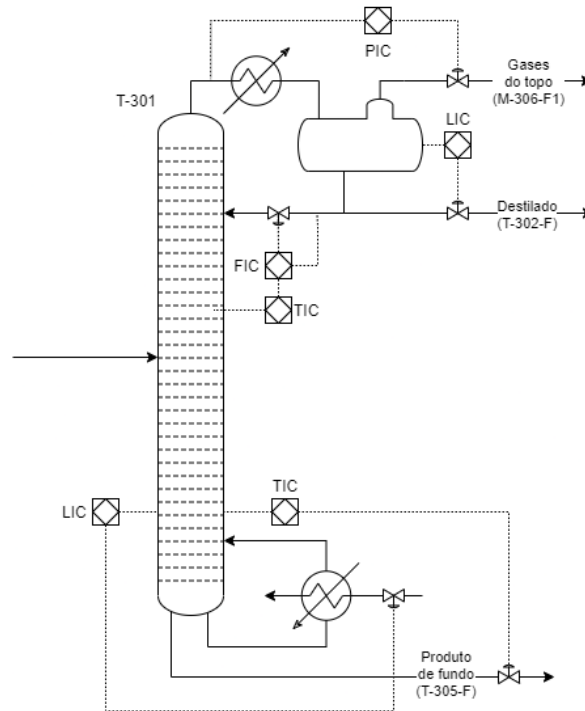 PIC
Gases
do topo
(M-306-F1)
T-301
LIC
Destilado
(T-302-F)
FIC
TIC
TIC
LIC
Produto
de fundo
(T-305-F)